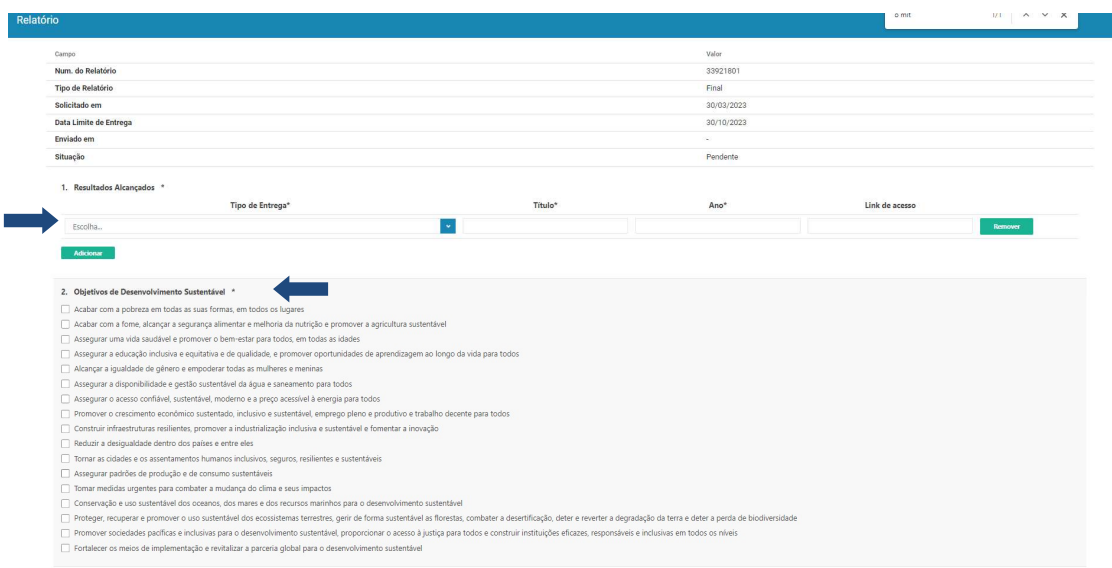 Relatório
o mit 1/1
Campo Valor
Num. do Relatório 33921801
Tipo de Relatório Final
Solicitado em 30/03/2023
Data Limite de Entrega 30/10/2023
Enviado em -
Situação Pendente
1. Resultados Alcançados *
Tipo de Entrega* Título* Ano* Link de acesso
Escolha... Remover
Adicionar
2. Objetivos de Desenvolvimento Sustentável *
Acabar com a pobreza em todas as suas formas, em todos os lugares
Acabar com a fome, alcançar a segurança alimentar e melhoria da nutrição e promover a agricultura sustentável
Assegurar uma vida saudável e promover o bem-estar para todos, em todas as idades
Assegurar a educação inclusiva e equitativa e de qualidade, e promover oportunidades de aprendizagem ao longo da vida para todos
Alcançar a igualdade de gênero e empoderar todas as mulheres e meninas
Assegurar a disponibilidade e gestão sustentável da água e saneamento para todos
Assegurar o acesso confiável, sustentável, moderno e a preço acessível à energia para todos
Promover o crescimento econômico sustentado, inclusivo e sustentável, emprego pleno e produtivo e trabalho decente para todos
Construir infraestruturas resilientes, promover a industrialização inclusiva e sustentável e fomentar a inovação
Reduzir a desigualdade dentro dos países e entre eles
Tornar as cidades e os assentamentos humanos inclusivos, seguros, resilientes e sustentáveis
Assegurar padrões de produção e de consumo sustentáveis
Tomar medidas urgentes para combater a mudança do clima e seus impactos
Conservação e uso sustentável dos oceanos, dos mares e dos recursos marinhos para o desenvolvimento sustentável
Proteger, recuperar e promover o uso sustentável dos ecossistemas terrestres, gerir de forma sustentável as florestas, combater a desertificação, deter e reverter a degradação da terra e deter a perda de biodiversidade
Promover sociedades pacíficas e inclusivas para o desenvolvimento sustentável, proporcionar o acesso à justiça para todos e construir instituições eficazes, responsáveis e inclusivas em todos os níveis
Fortalecer os meios de implementação e revitalizar a parceria global para o desenvolvimento sustentável